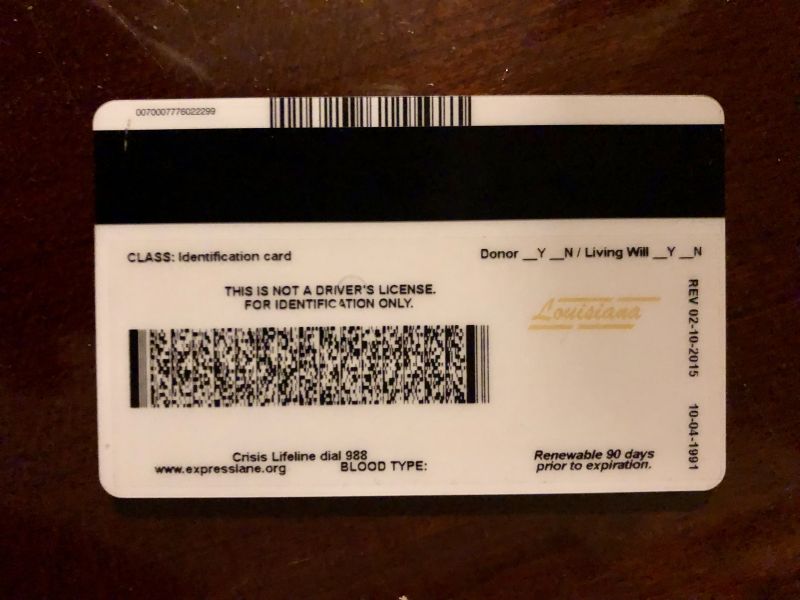 0070007776022299
CLASS: Identification card
Donor __Y __N / Living Will __Y __N
THIS IS NOT A DRIVER'S LICENSE.
FOR IDENTIFICATION ONLY.
Louisiana
REV 02-10-2015
10-04-1991
Crisis Lifeline dial 988
www.expresslane.org
BLOOD TYPE:
Renewable 90 days
prior to expiration.